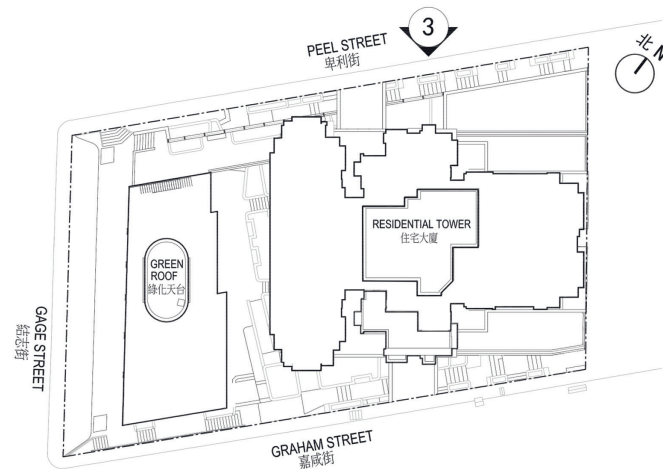 3
PEEL STREET
卑利街
北 N
RESIDENTIAL TOWER
住宅大廈
GREEN
ROOF
綠化天台
GAGE STREET
結志街
GRAHAM STREET
嘉咸街